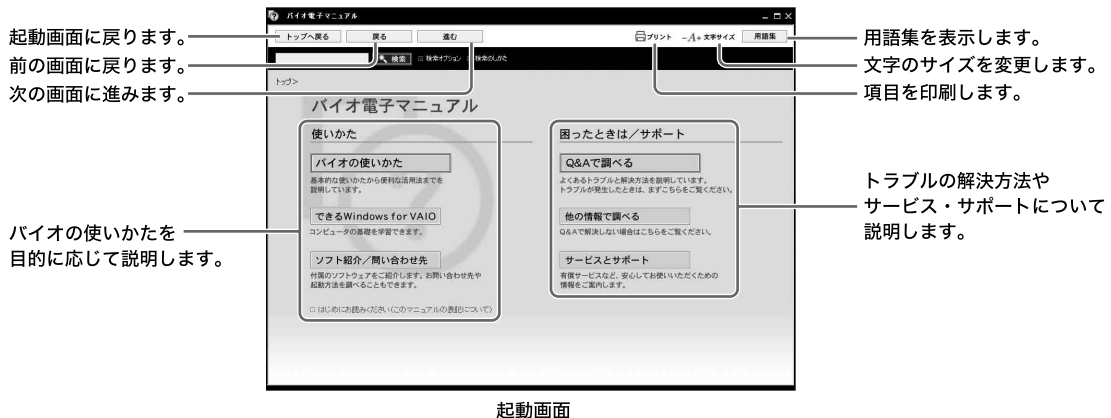 バイオ電子マニュアル
トップへ戻る 戻る 進む プリント -A+ 文字サイズ 用語集
検索 検索オプション 検索のしかた
トップ>
バイオ電子マニュアル
使いかた
バイオの使いかた
基本的な使いかたから便利な活用法までを
説明しています。
できるWindows for VAIO
コンピュータの基礎を学習できます。
ソフト紹介/問い合わせ先
付属のソフトウェアをご紹介します。お問い合わせ先や
起動方法を調べることもできます。
はじめにお読みください(このマニュアルの表記について)
困ったときは/サポート
Q&Aで調べる
よくあるトラブルと解決方法を説明しています。
トラブルが発生したときは、まずこちらをご覧ください。
他の情報で調べる
Q&Aで解決しない場合はこちらをご覧ください。
サービスとサポート
有償サービスなど、安心してお使いいただくための
情報をご案内します。
起動画面に戻ります。
前の画面に戻ります。
次の画面に進みます。
バイオの使いかたを
目的に応じて説明します。
用語集を表示します。
文字のサイズを変更します。
項目を印刷します。
トラブルの解決方法や
サービス・サポートについて
説明します。
起動画面